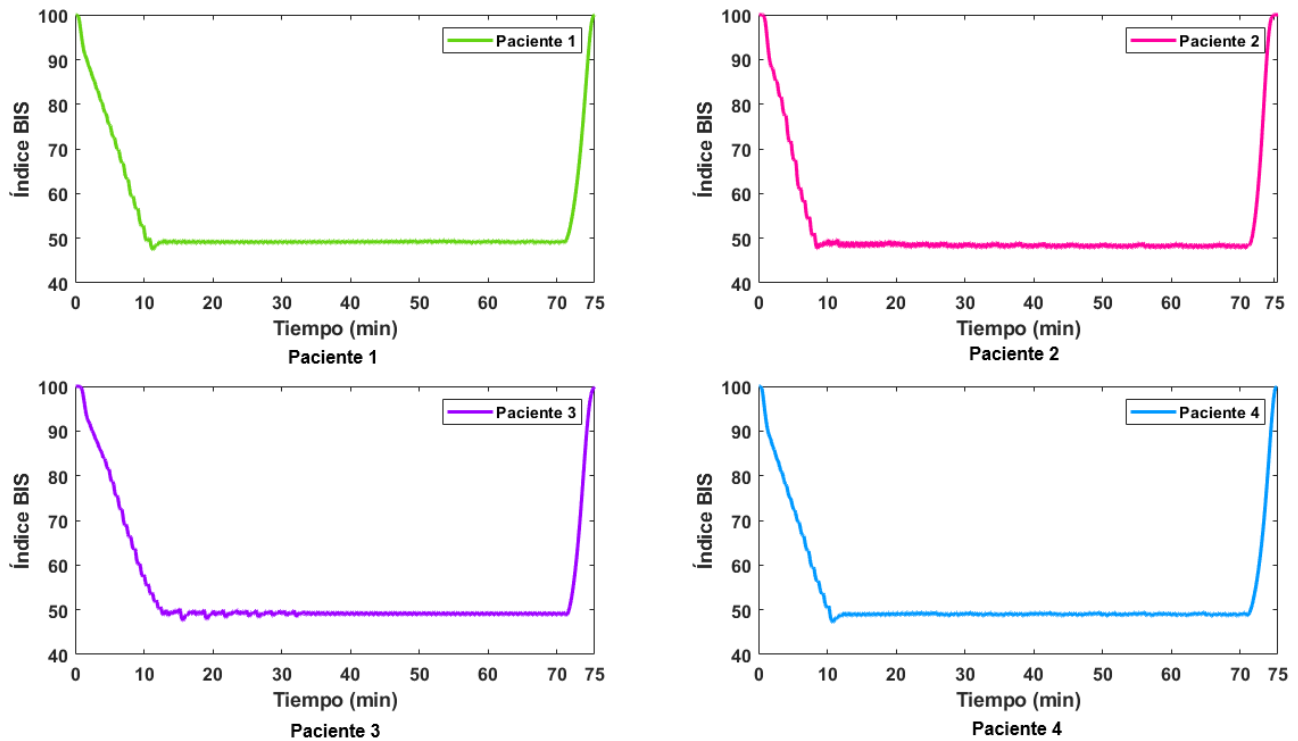 Índice BIS
100
90
80
70
60
50
40
Paciente 1
0 10 20 30 40 50 60 70 75
Tiempo (min)
Paciente 1
Índice BIS
100
90
80
70
60
50
40
Paciente 2
0 10 20 30 40 50 60 70 75
Tiempo (min)
Paciente 2
Índice BIS
100
90
80
70
60
50
40
Paciente 3
0 10 20 30 40 50 60 75
Tiempo (min)
Paciente 3
Índice BIS
100
90
80
70
60
50
40
Paciente 4
0 10 20 30 40 50 60 70 75
Tiempo (min)
Paciente 4